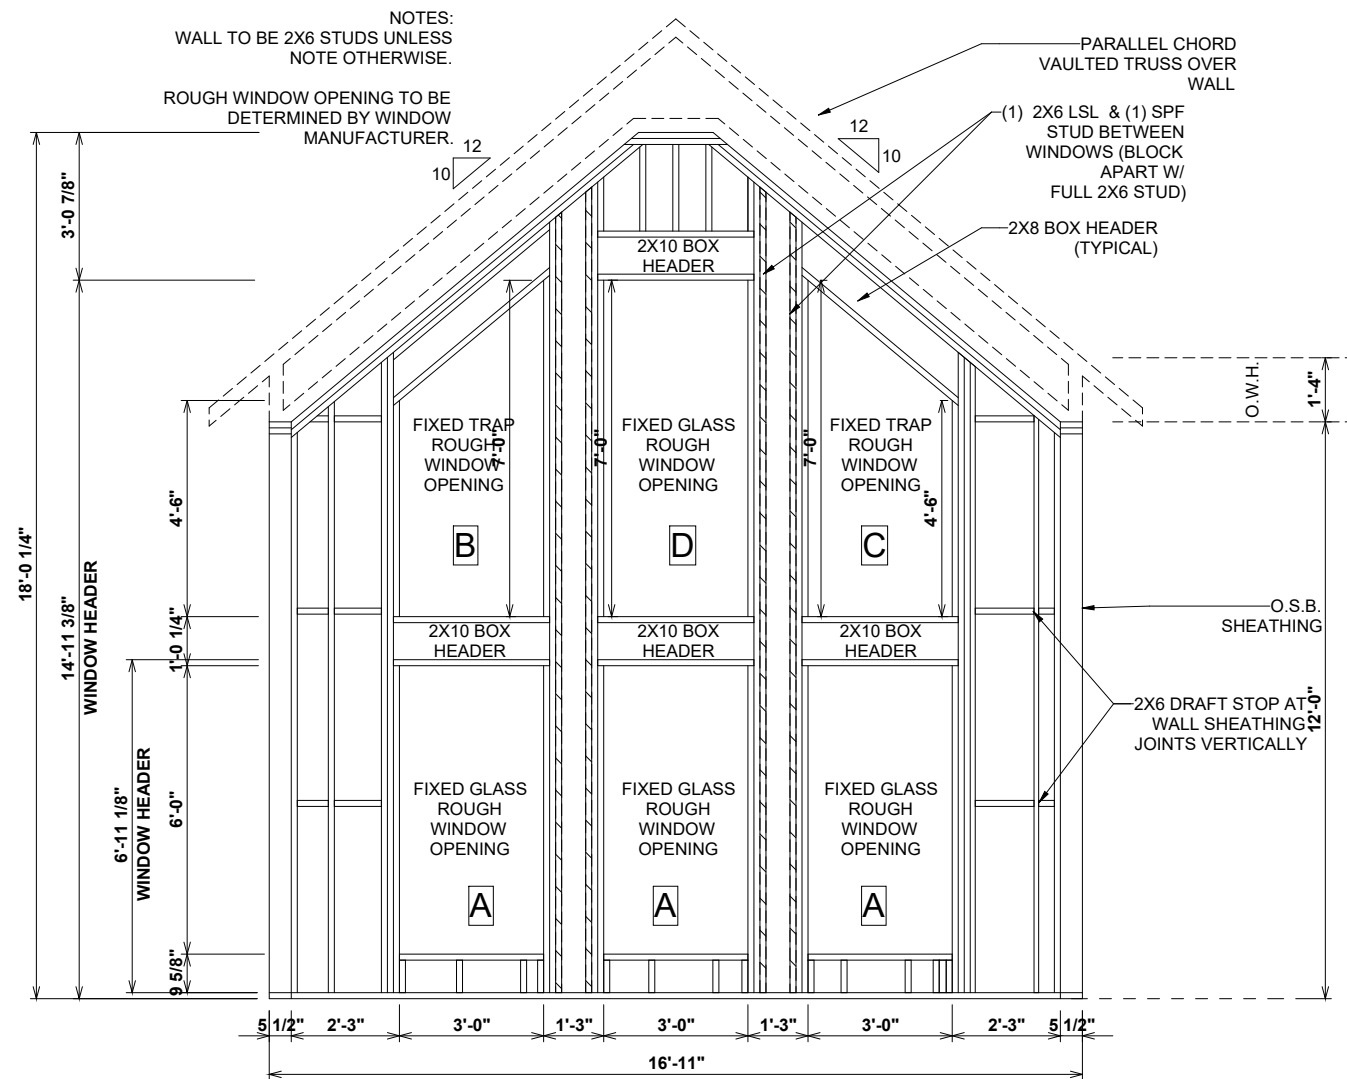 NOTES:
WALL TO BE 2X6 STUDS UNLESS
NOTE OTHERWISE.
ROUGH WINDOW OPENING TO BE
DETERMINED BY WINDOW
MANUFACTURER.
PARALLEL CHORD
VAULTED TRUSS OVER
WALL
(1) 2X6 LSL & (1) SPF
STUD BETWEEN
WINDOWS (BLOCK
APART W/
FULL 2X6 STUD)
2X8 BOX HEADER
(TYPICAL)
12
10
12
10
2X10 BOX
HEADER
3'-0 7/8"
18'-0 1/4"
14'-11 3/8"
WINDOW HEADER
6'-11 1/8"
WINDOW HEADER
4'-6"
1'-0 1/4"
6'-0"
9 5/8"
FIXED TRAP
ROUGH
WINDOW
OPENING
7'-0"
B
FIXED GLASS
ROUGH
WINDOW
OPENING
7'-0"
D
FIXED TRAP
ROUGH
WINDOW
OPENING
7'-0"
4'-6"
C
O.W.H.
1'-4"
12'-0"
O.S.B.
SHEATHING
2X6 DRAFT STOP AT
WALL SHEATHING
JOINTS VERTICALLY
2X10 BOX
HEADER
2X10 BOX
HEADER
2X10 BOX
HEADER
FIXED GLASS
ROUGH
WINDOW
OPENING
A
FIXED GLASS
ROUGH
WINDOW
OPENING
A
FIXED GLASS
ROUGH
WINDOW
OPENING
A
5 1/2"
2'-3"
3'-0"
1'-3"
3'-0"
1'-3"
3'-0"
2'-3"
5 1/2"
16'-11"